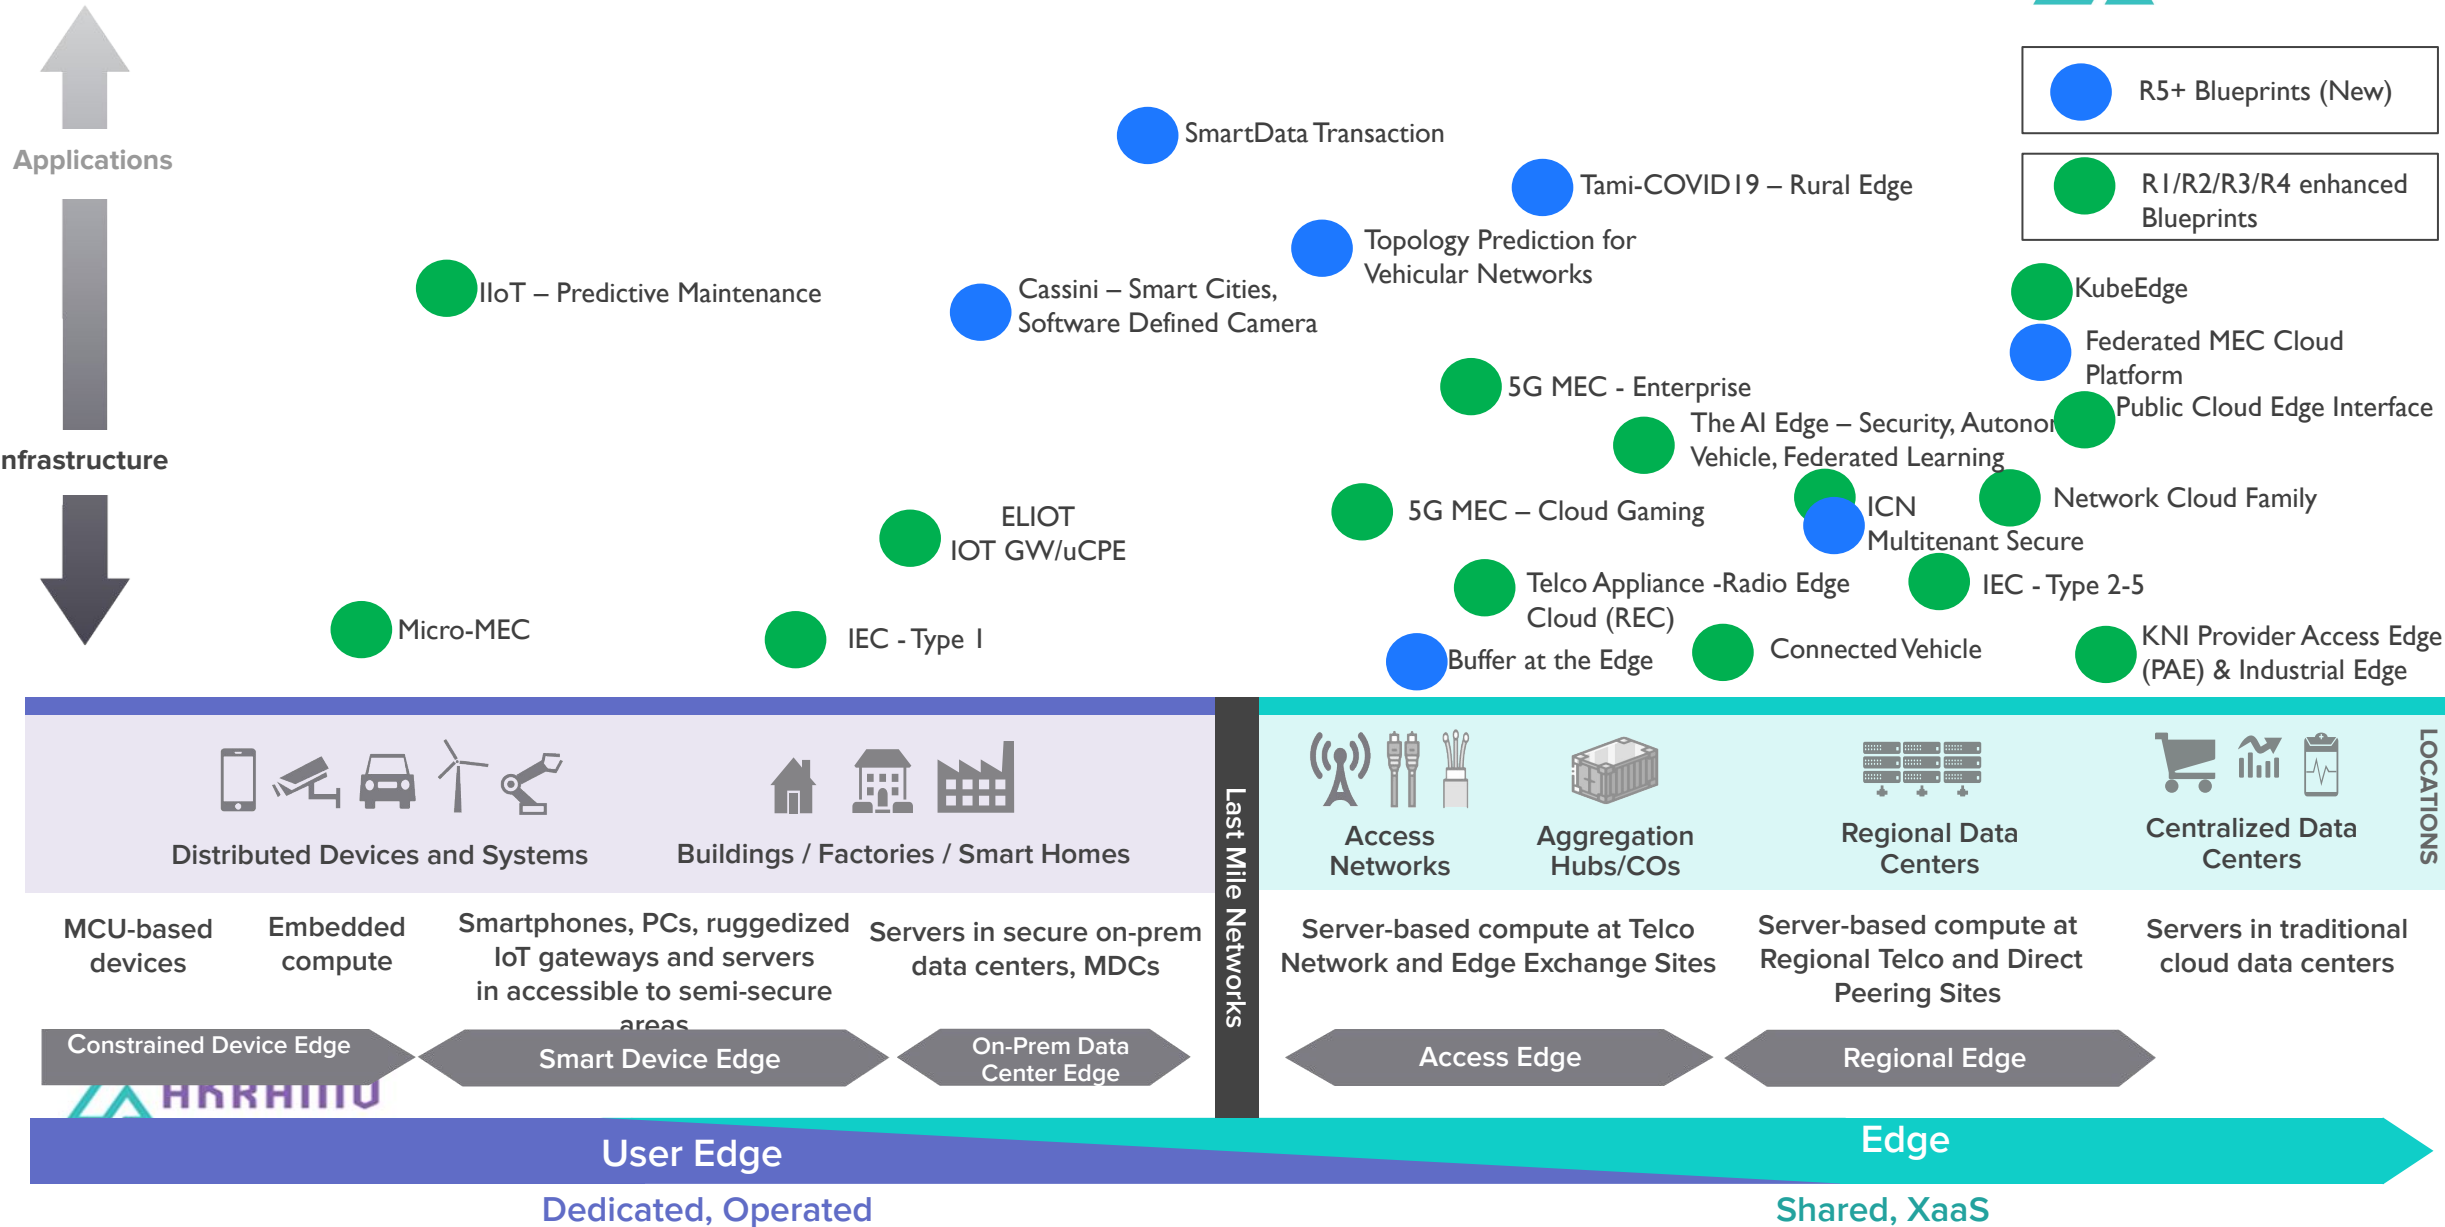 R5+ Blueprints (New)
R1/R2/R3/R4 enhanced
Blueprints
Applications
nfrastructure
SmartData Transaction
Tami-COVID19 – Rural Edge
Topology Prediction for
Vehicular Networks
IIoT – Predictive Maintenance
Cassini – Smart Cities,
Software Defined Camera
KubeEdge
Federated MEC Cloud
Platform
5G MEC - Enterprise
Public Cloud Edge Interface
The AI Edge – Security, Autonor
Vehicle, Federated Learning
5G MEC – Cloud Gaming
ICN
Multitenant Secure
Network Cloud Family
ELIOT
IOT GW/uCPE
Telco Appliance -Radio Edge
Cloud (REC)
IEC - Type 2-5
Micro-MEC
IEC - Type 1
Buffer at the Edge
Connected Vehicle
KNI Provider Access Edge
(PAE) & Industrial Edge
Distributed Devices and Systems
Buildings / Factories / Smart Homes
Last Mile Networks
Access
Networks
Aggregation
Hubs/COs
Regional Data
Centers
Centralized Data
Centers
LOCATIONS
MCU-based
devices
Embedded
compute
Smartphones, PCs, ruggedized
IoT gateways and servers
in accessible to semi-secure
areas
Servers in secure on-prem
data centers, MDCs
Server-based compute at Telco
Network and Edge Exchange Sites
Server-based compute at
Regional Telco and Direct
Peering Sites
Servers in traditional
cloud data centers
Constrained Device Edge
Smart Device Edge
On-Prem Data
Center Edge
Access Edge
Regional Edge
AKRAINO
User Edge
Edge
Dedicated, Operated
Shared, XaaS